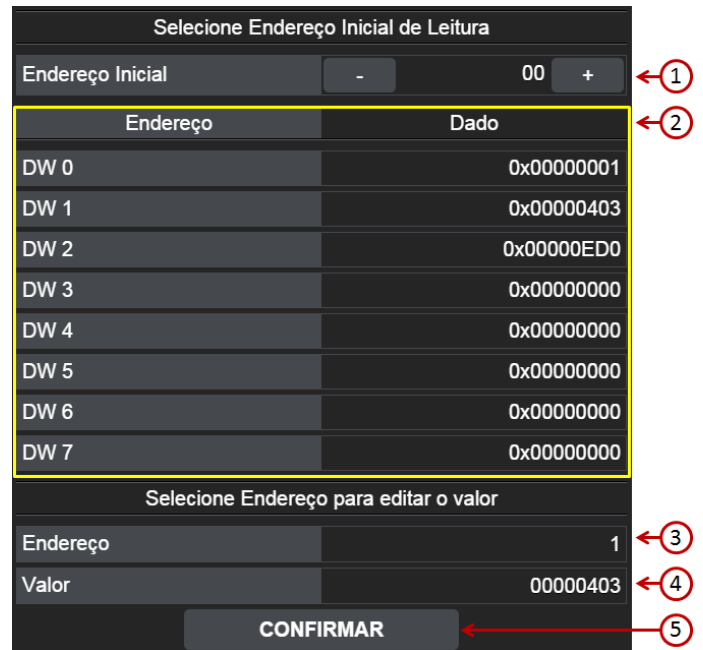 Selecione Endereço Inicial de Leitura
Endereço Inicial - 00 + 1
Endereço Dado 2
DW 0 0x00000001
DW 1 0x00000403
DW 2 0x00000ED0
DW 3 0x00000000
DW 4 0x00000000
DW 5 0x00000000
DW 6 0x00000000
DW 7 0x00000000
Selecione Endereço para editar o valor
Endereço 1 3
Valor 00000403 4
CONFIRMAR 5